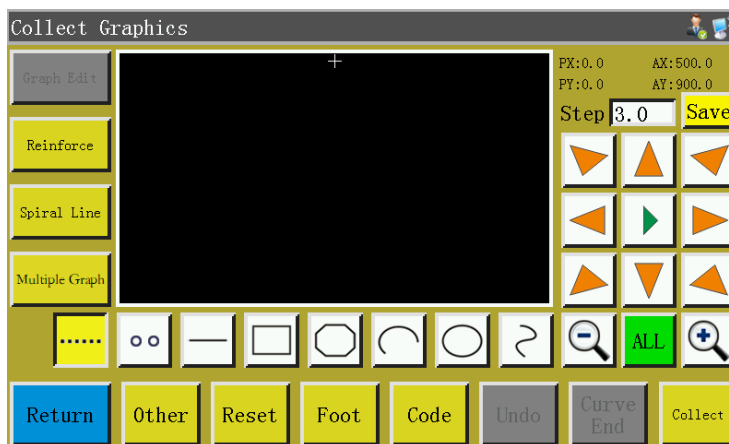 Collect Graphics
Graph Edit
PX:0.0 AX:500.0
PY:0.0 AY:900.0
Step 3.0 Save
Reinforce
Spiral Line
Multiple Graph
ALL
Return Other Reset Foot Code Undo Curve End Collect